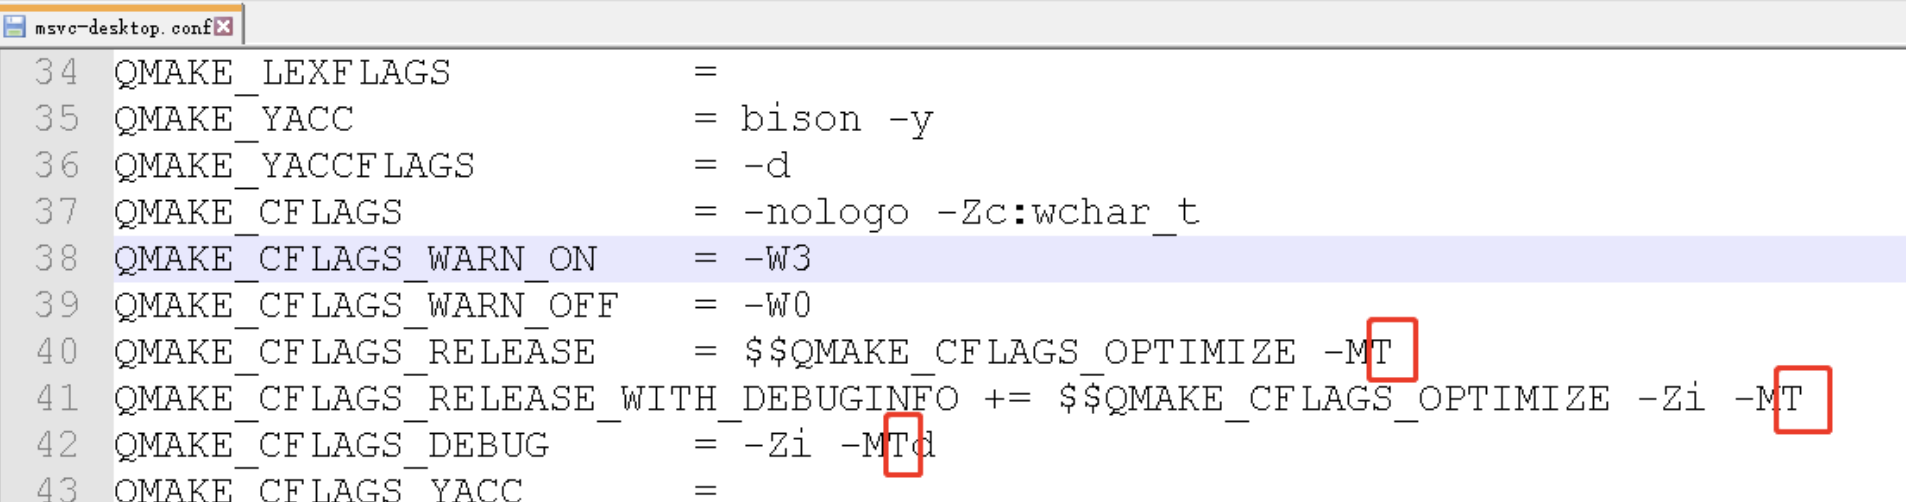 msvc-desktop.conf
34 QMAKE_LEXFLAGS =
35 QMAKE_YACC = bison -y
36 QMAKE_YACCFLAGS = -d
37 QMAKE_CFLAGS = -nologo -Zc:wchar_t
38 QMAKE_CFLAGS_WARN_ON = -W3
39 QMAKE_CFLAGS_WARN_OFF = -W0
40 QMAKE_CFLAGS_RELEASE = $$QMAKE_CFLAGS_OPTIMIZE -MT
41 QMAKE_CFLAGS_RELEASE_WITH_DEBUGINFO += $$QMAKE_CFLAGS_OPTIMIZE -Zi -MT
42 QMAKE_CFLAGS_DEBUG = -Zi -MTd
43 QMAKE_CFLAGS_YACC =